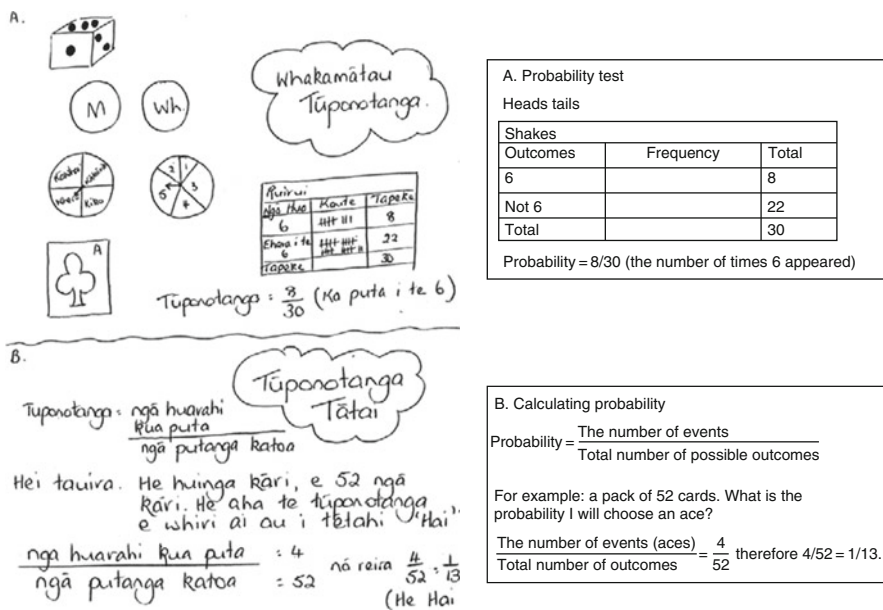 A.
M
Wh.
Whakamātau
Tūponotanga.
2 1
3
4
5
A
Ruirui
Ngā Hua Kaute Tapeke
6 8
Ehara i te 6 22
Tapeke 30
Tūponotanga = 8/30 (Ka puta i te 6)
B.
Tūponotanga
Tātai
Tuponotanga = ngā huarahi
kua puta
ngā putanga katoa
Hei tauira. He huinga kāri, e 52 ngā
kāri. He aha te tūponotanga
e whiri ai au i tētahi 'Hai'
nga huarahi kua puta = 4
ngā putanga katoa = 52
nā reira 4/52 = 1/13
(He Hai
A. Probability test
Heads tails
Shakes
Outcomes Frequency Total
6 8
Not 6 22
Total 30
Probability = 8/30 (the number of times 6 appeared)
B. Calculating probability
Probability = The number of events
Total number of possible outcomes
For example: a pack of 52 cards. What is the
probability I will choose an ace?
The number of events (aces) = 4 therefore 4/52 = 1/13.
Total number of outcomes 52